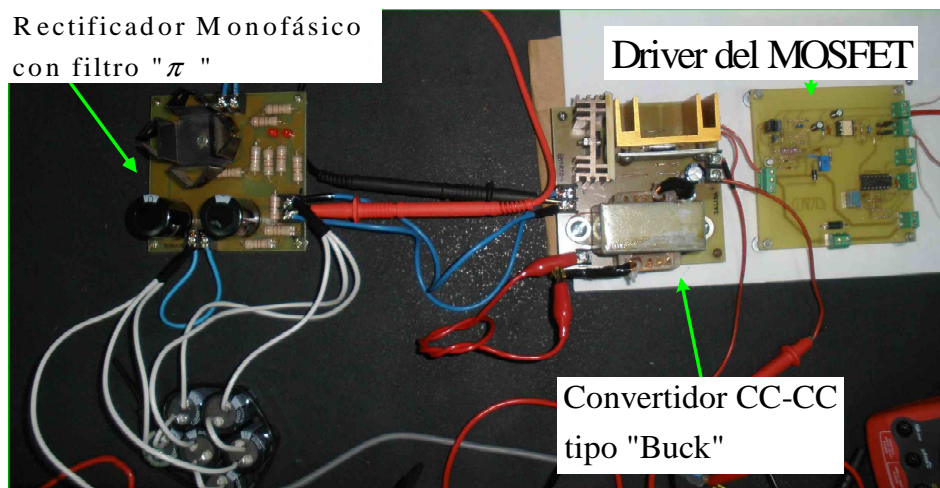 Rectificador Monofásico
con filtro "π "
Driver del MOSFET
Convertidor CC-CC
tipo "Buck"